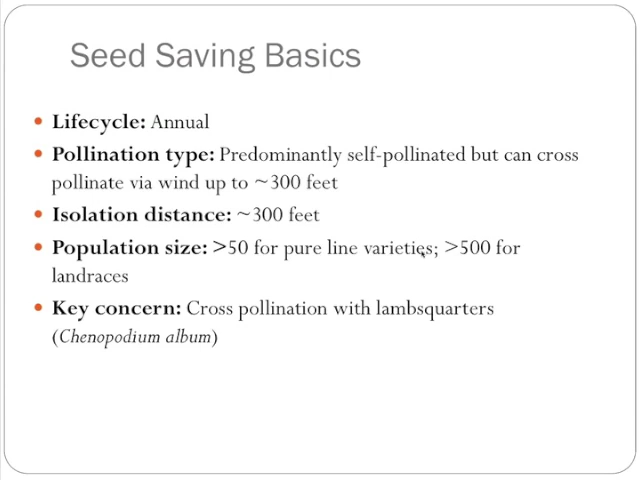 Seed Saving Basics
• Lifecycle: Annual
• Pollination type: Predominantly self-pollinated but can cross
pollinate via wind up to ~300 feet
• Isolation distance: ~300 feet
• Population size: >50 for pure line varieties; >500 for
landraces
• Key concern: Cross pollination with lambsquarters
(Chenopodium album)